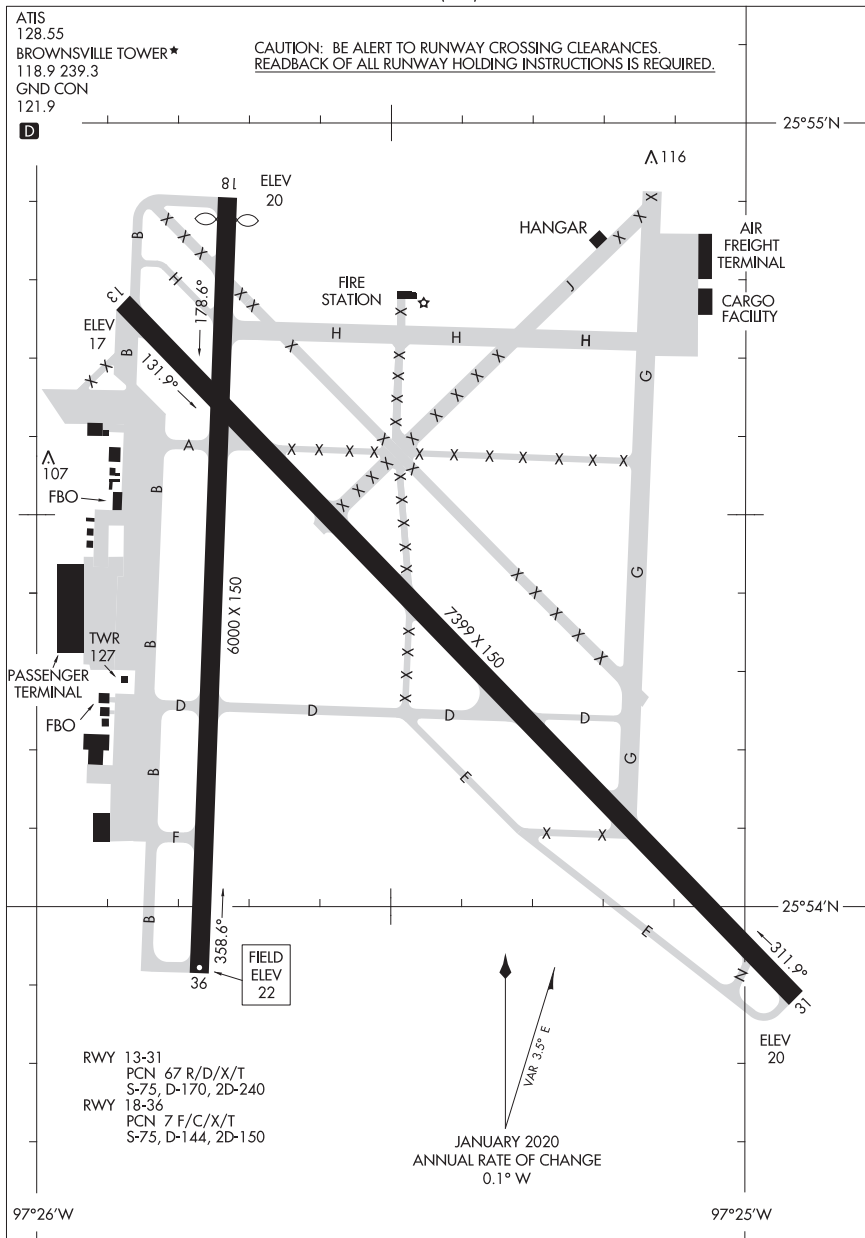 ATIS
128.55
BROWNSVILLE TOWER★
118.9 239.3
GND CON
121.9
D
CAUTION: BE ALERT TO RUNWAY CROSSING CLEARANCES.
READBACK OF ALL RUNWAY HOLDING INSTRUCTIONS IS REQUIRED.
25°55'N
116
18
ELEV
20
HANGAR
AIR
FREIGHT
TERMINAL
CARGO
FACILITY
FIRE
STATION
B
H
J
13
178.6°
ELEV
17
B
H
H
H
131.9°
G
A
107
FBO
B
6000 X 150
7399 X 150
G
TWR
127
B
PASSENGER
TERMINAL
D
D
D
D
FBO
B
E
G
F
25°54'N
B
358.6°
E
311.9°
N
36
FIELD
ELEV
22
31
ELEV
20
VAR 3.5° E
RWY 13-31
PCN 67 R/D/X/T
S-75, D-170, 2D-240
RWY 18-36
PCN 7 F/C/X/T
S-75, D-144, 2D-150
JANUARY 2020
ANNUAL RATE OF CHANGE
0.1° W
97°26'W
97°25'W